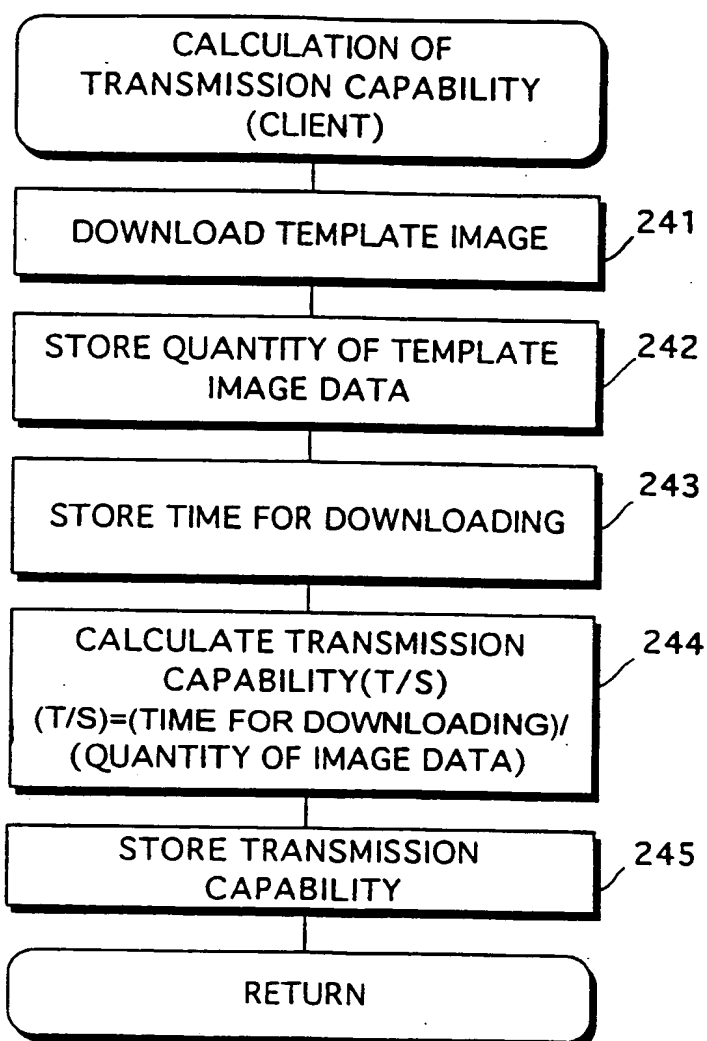 CALCULATION OF
TRANSMISSION CAPABILITY
(CLIENT)
DOWNLOAD TEMPLATE IMAGE
241
STORE QUANTITY OF TEMPLATE
IMAGE DATA
242
STORE TIME FOR DOWNLOADING
243
CALCULATE TRANSMISSION
CAPABILITY(T/S)
(T/S)=(TIME FOR DOWNLOADING)/
(QUANTITY OF IMAGE DATA)
244
STORE TRANSMISSION
CAPABILITY
245
RETURN